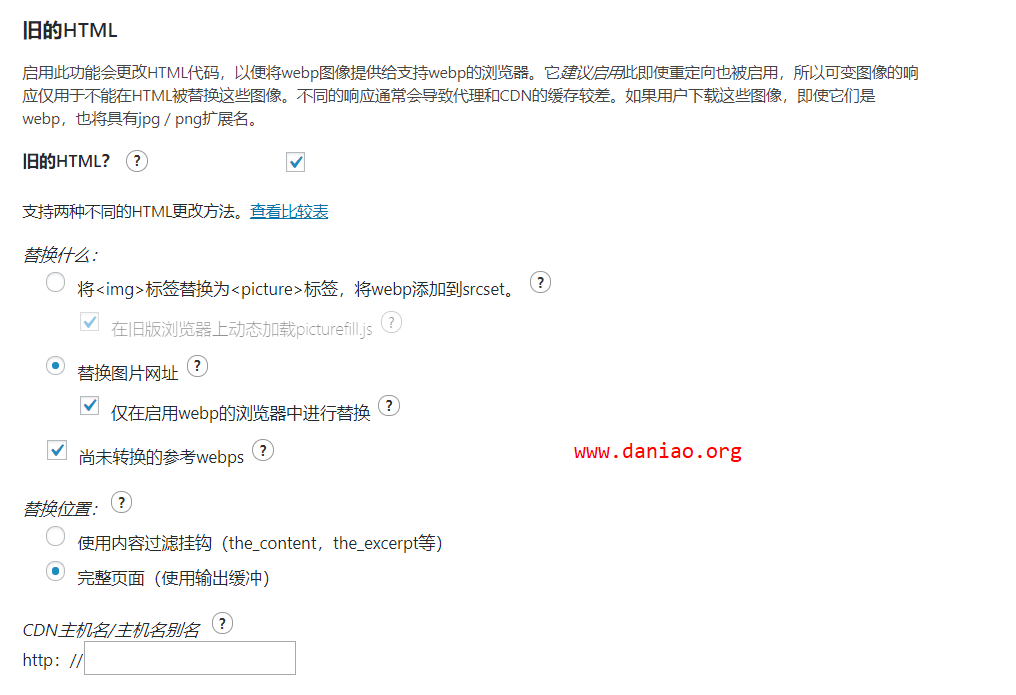 旧的HTML
启用此功能会更改HTML代码，以便将webp图像提供给支持webp的浏览器。它建议启用此即使重定向也被启用，所以可变图像的响
应仅用于不能在HTML被替换这些图像。不同的响应通常会导致代理和CDN的缓存较差。如果用户下载这些图像，即使它们是
webp，也将具有jpg / png扩展名。
旧的HTML? ?
支持两种不同的HTML更改方法。查看比较表
替换什么：
将<img>标签替换为<picture>标签，将webp添加到srcset。 ?
在旧版浏览器上动态加载picturefill.js ?
替换图片网址 ?
仅在启用webp的浏览器中进行替换 ?
尚未转换的参考webps ?
www.daniao.org
替换位置： ?
使用内容过滤挂钩（the_content，the_excerpt等）
完整页面（使用输出缓冲）
CDN主机名/主机名别名 ?
http：//